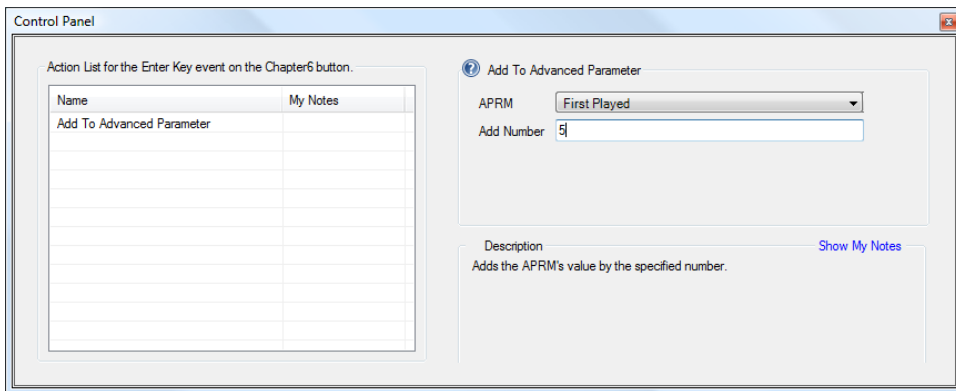 Control Panel
Action List for the Enter Key event on the Chapter6 button.
Name My Notes
Add To Advanced Parameter
Add To Advanced Parameter
APRM First Played
Add Number 5
Description Show My Notes
Adds the APRM's value by the specified number.